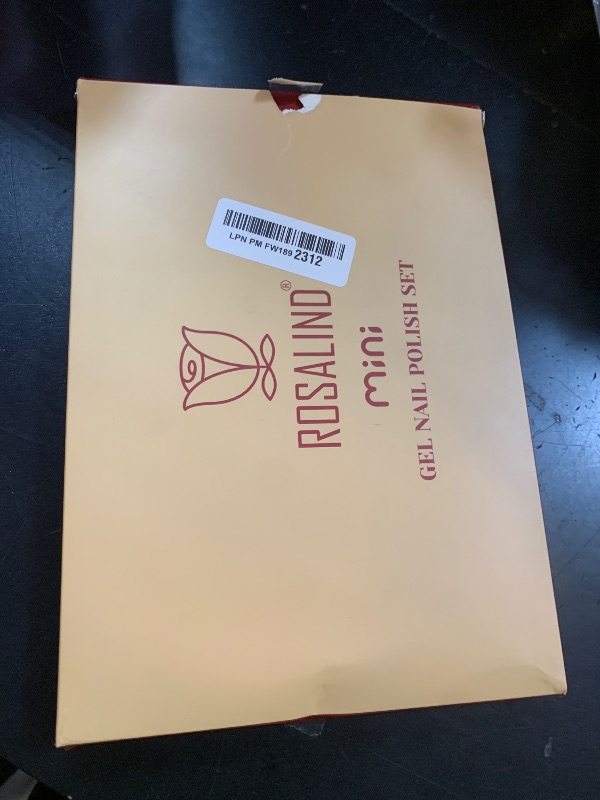 LPN PM FW189 2312
ROSALIND®
mini
GEL NAIL POLISH SET